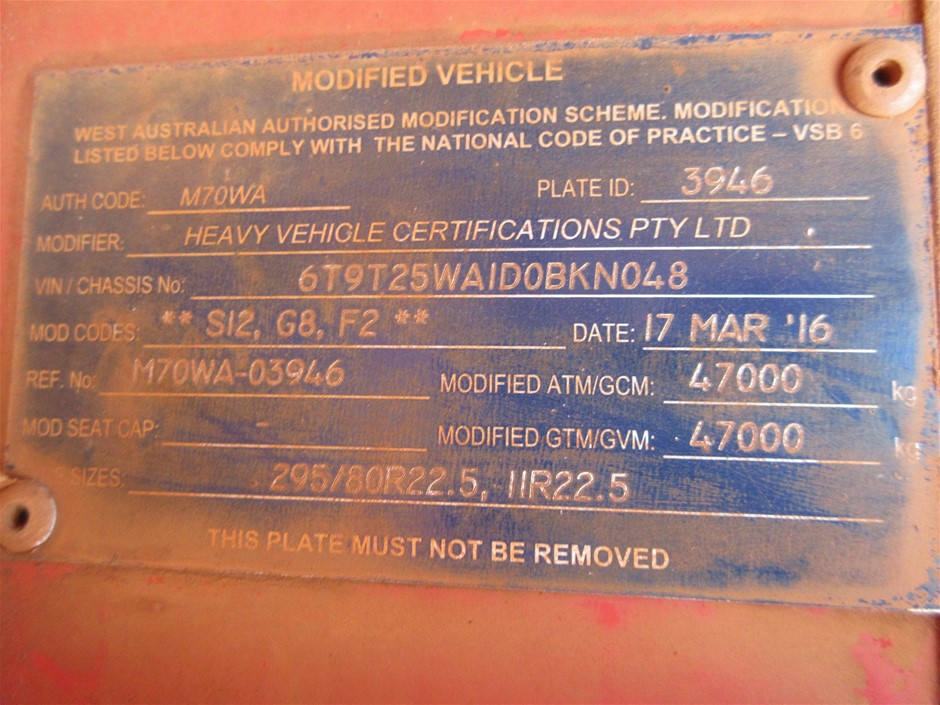 MODIFIED VEHICLE
WEST AUSTRALIAN AUTHORISED MODIFICATION SCHEME. MODIFICATION
LISTED BELOW COMPLY WITH THE NATIONAL CODE OF PRACTICE – VSB 6
AUTH CODE: M70WA PLATE ID: 3946
MODIFIER: HEAVY VEHICLE CERTIFICATIONS PTY LTD
VIN / CHASSIS No: 6T9T25WA1D0BKN048
MOD CODES: ** S12, G8, F2 ** DATE: 17 MAR '16
REF. No: M70WA-03946 MODIFIED ATM/GCM: 47000 kg
MOD SEAT CAP: MODIFIED GTM/GVM: 47000 kg
SIZES: 295/80R22.5, 11R22.5
THIS PLATE MUST NOT BE REMOVED